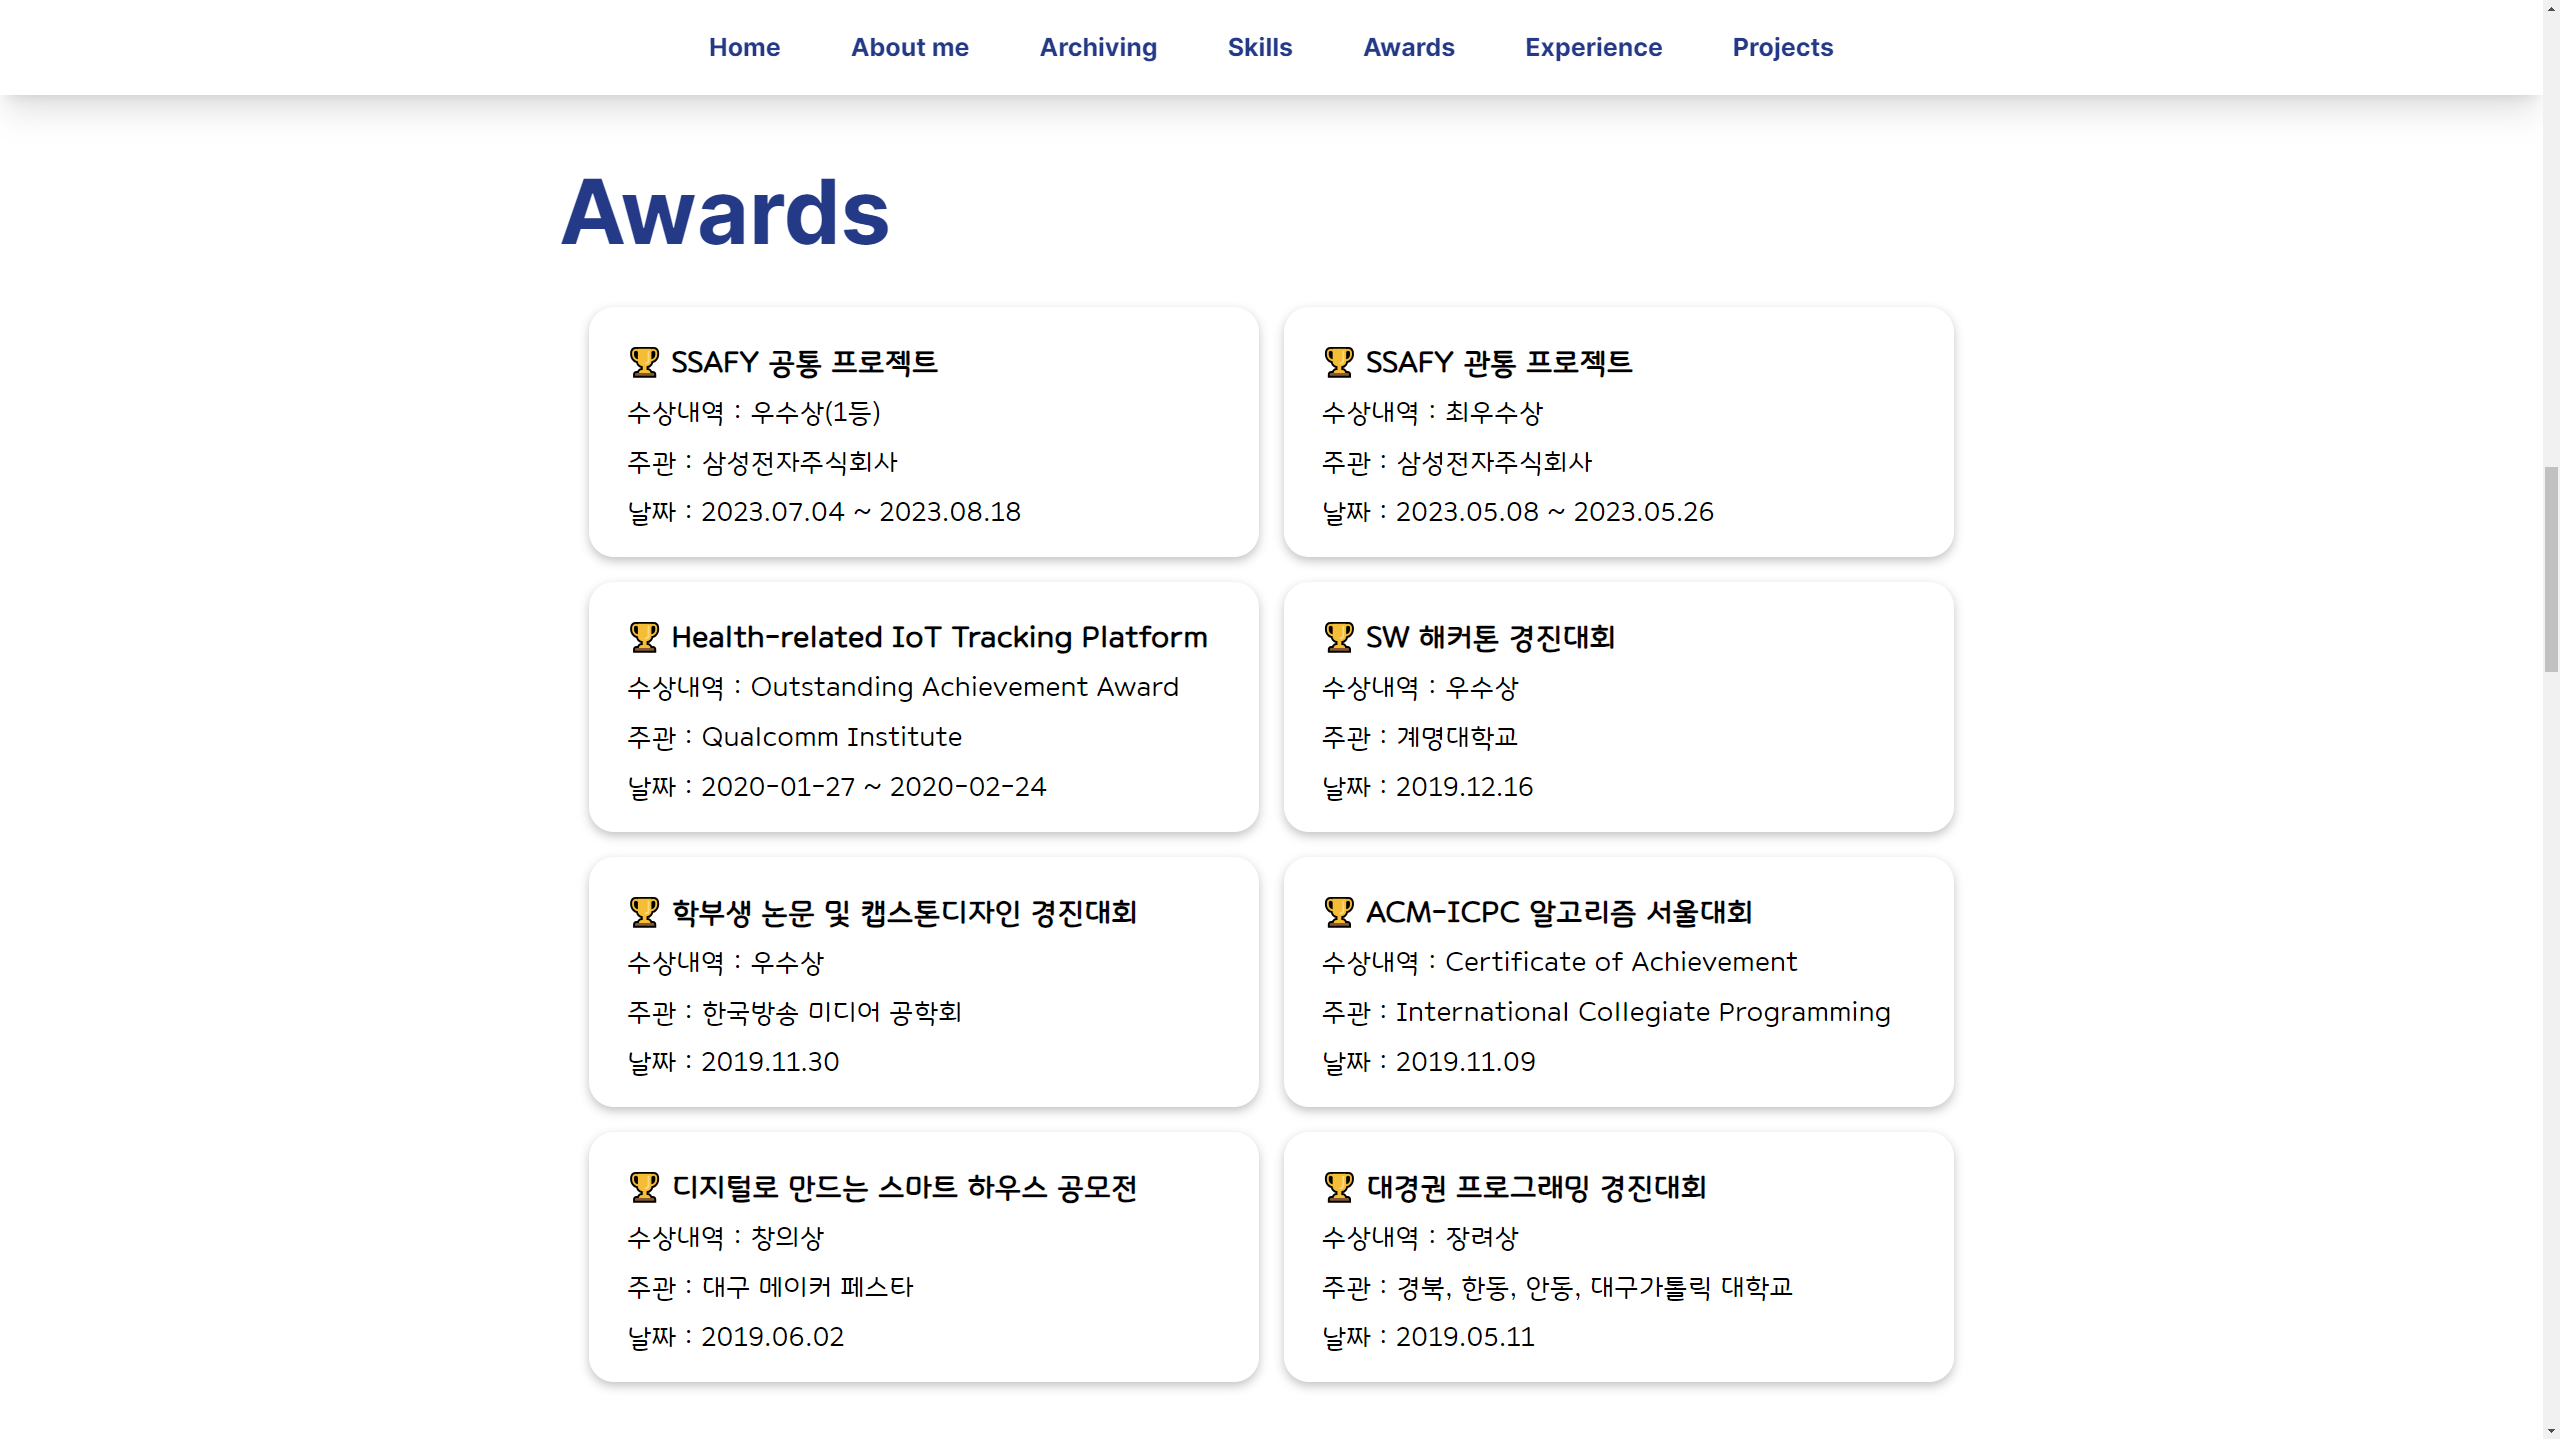 Home About me Archiving Skills Awards Experience Projects
Awards
🏆 SSAFY 공통 프로젝트
수상내역 : 우수상(1등)
주관 : 삼성전자주식회사
날짜 : 2023.07.04 ~ 2023.08.18
🏆 SSAFY 관통 프로젝트
수상내역 : 최우수상
주관 : 삼성전자주식회사
날짜 : 2023.05.08 ~ 2023.05.26
🏆 Health-related IoT Tracking Platform
수상내역 : Outstanding Achievement Award
주관 : Qualcomm Institute
날짜 : 2020-01-27 ~ 2020-02-24
🏆 SW 해커톤 경진대회
수상내역 : 우수상
주관 : 계명대학교
날짜 : 2019.12.16
🏆 학부생 논문 및 캡스톤디자인 경진대회
수상내역 : 우수상
주관 : 한국방송 미디어 공학회
날짜 : 2019.11.30
🏆 ACM-ICPC 알고리즘 서울대회
수상내역 : Certificate of Achievement
주관 : International Collegiate Programming
날짜 : 2019.11.09
🏆 디지털로 만드는 스마트 하우스 공모전
수상내역 : 창의상
주관 : 대구 메이커 페스타
날짜 : 2019.06.02
🏆 대경권 프로그래밍 경진대회
수상내역 : 장려상
주관 : 경북, 한동, 안동, 대구가톨릭 대학교
날짜 : 2019.05.11